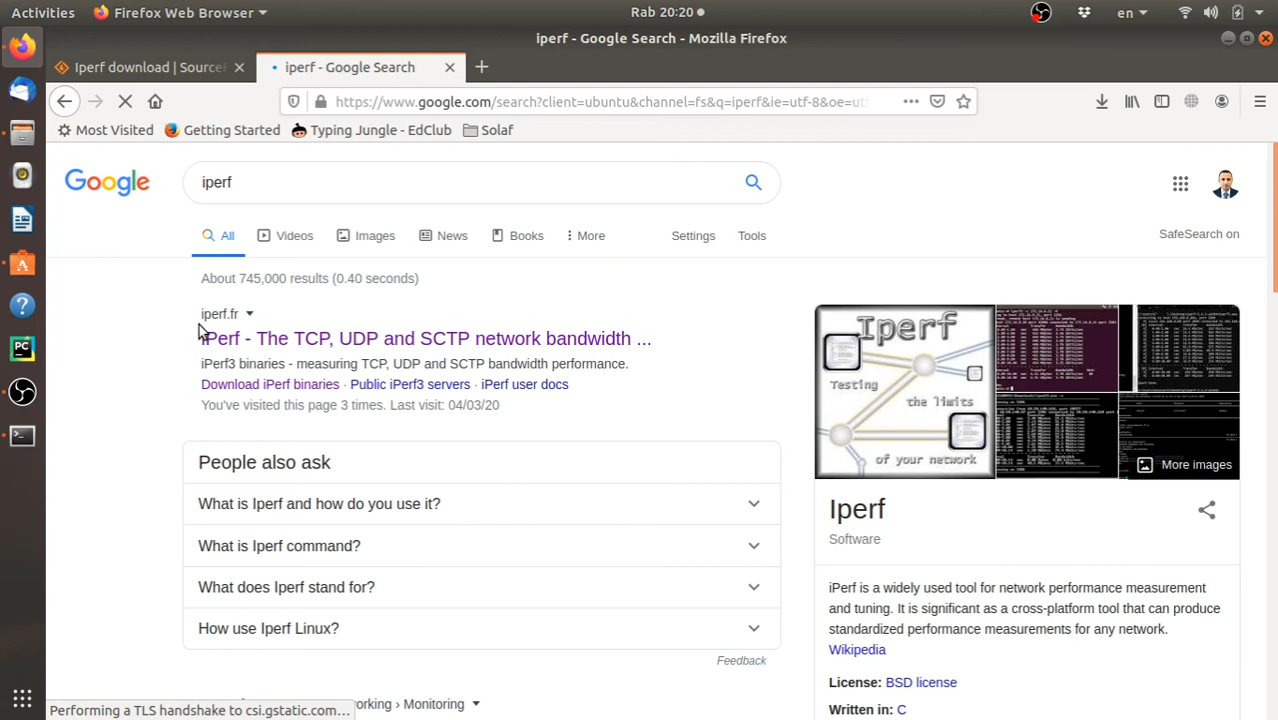 Activities Firefox Web Browser Rab 20:20 en
iperf - Google Search - Mozilla Firefox
Iperf download | SourceF iperf - Google Search
https://www.google.com/search?client=ubuntu&channel=fs&q=iperf&ie=utf-8&oe=ut
Most Visited Getting Started Typing Jungle - EdClub Solaf
Google iperf
All Videos Images News Books More Settings Tools SafeSearch on
About 745,000 results (0.40 seconds)
iperf.fr
iPerf - The TCP, UDP and SCTP network bandwidth ...
iPerf3 binaries - measuring TCP, UDP and SCTP bandwidth performance.
Download iPerf binaries · Public iPerf3 servers · iPerf user docs
You've visited this page 3 times. Last visit: 04/03/20
People also ask
What is Iperf and how do you use it?
What is Iperf command?
What does Iperf stand for?
How use Iperf Linux?
Feedback
orking › Monitoring
Performing a TLS handshake to csi.gstatic.com…
Iperf
Testing
the limits
of your network
More images
Iperf
Software
iPerf is a widely used tool for network performance measurement
and tuning. It is significant as a cross-platform tool that can produce
standardized performance measurements for any network.
Wikipedia
License: BSD license
Written in: C